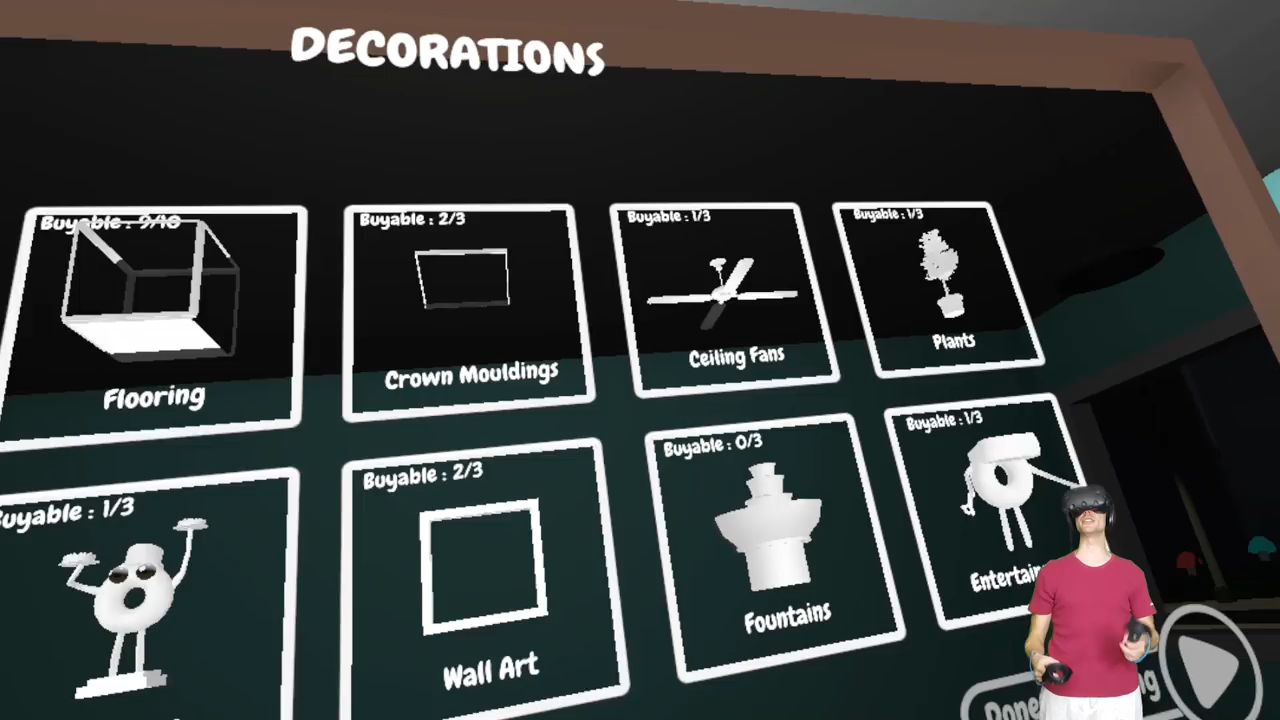 DECORATIONS
Buyable : 9/10
Buyable : 2/3
Buyable : 1/3
Buyable : 1/3
Flooring
Crown Mouldings
Ceiling Fans
Plants
Buyable : 1/3
Buyable : 2/3
Buyable : 0/3
Buyable : 1/3
Wall Art
Fountains
Entertain
Done